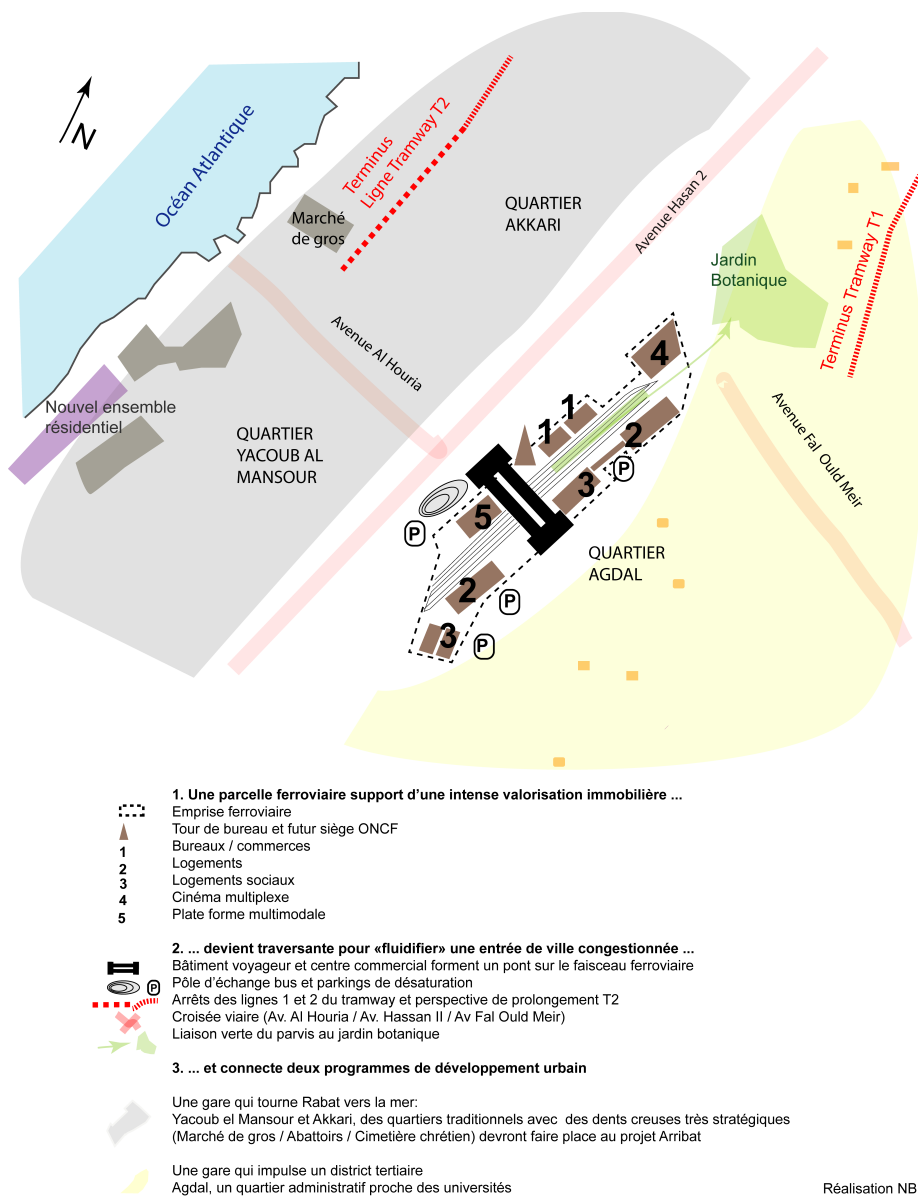 N
Océan Atlantique
Terminus
Ligne Tramway T2
Marché
de gros
QUARTIER
AKKARI
Avenue Hasan 2
Terminus Tramway T1
Jardin
Botanique
Avenue Al Houria
Nouvel ensemble
résidentiel
QUARTIER
YACOUB AL
MANSOUR
Avenue Fal Ould Meir
4
1
1
2
P
3
5
P
QUARTIER
AGDAL
2
P
3
P
1. Une parcelle ferroviaire support d’une intense valorisation immobilière ...
Emprise ferroviaire
Tour de bureau et futur siège ONCF
1 Bureaux / commerces
2 Logements
3 Logements sociaux
4 Cinéma multiplexe
5 Plate forme multimodale
2. ... devient traversante pour «fluidifier» une entrée de ville congestionnée ...
Bâtiment voyageur et centre commercial forment un pont sur le faisceau ferroviaire
P Pôle d’échange bus et parkings de désaturation
Arrêts des lignes 1 et 2 du tramway et perspective de prolongement T2
Croisée viaire (Av. Al Houria / Av. Hassan II / Av Fal Ould Meir)
Liaison verte du parvis au jardin botanique
3. ... et connecte deux programmes de développement urbain
Une gare qui tourne Rabat vers la mer:
Yacoub el Mansour et Akkari, des quartiers traditionnels avec des dents creuses très stratégiques
(Marché de gros / Abattoirs / Cimetière chrétien) devront faire place au projet Arribat
Une gare qui impulse un district tertiaire
Agdal, un quartier administratif proche des universités
Réalisation NB